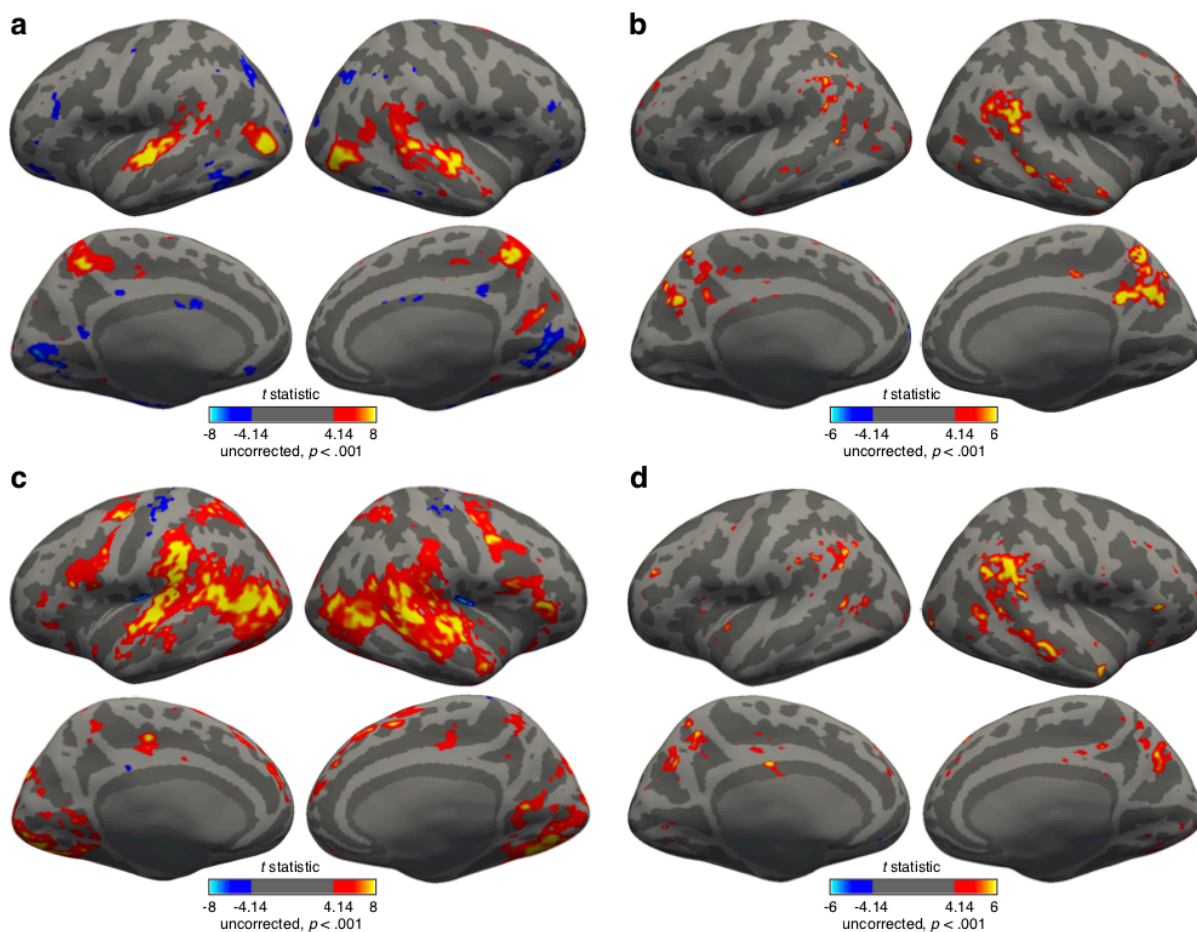 a
b
t statistic
-8 -4.14 4.14 8
uncorrected, p < .001
t statistic
-6 -4.14 4.14 6
uncorrected, p < .001
c
d
t statistic
-8 -4.14 4.14 8
uncorrected, p < .001
t statistic
-6 -4.14 4.14 6
uncorrected, p < .001